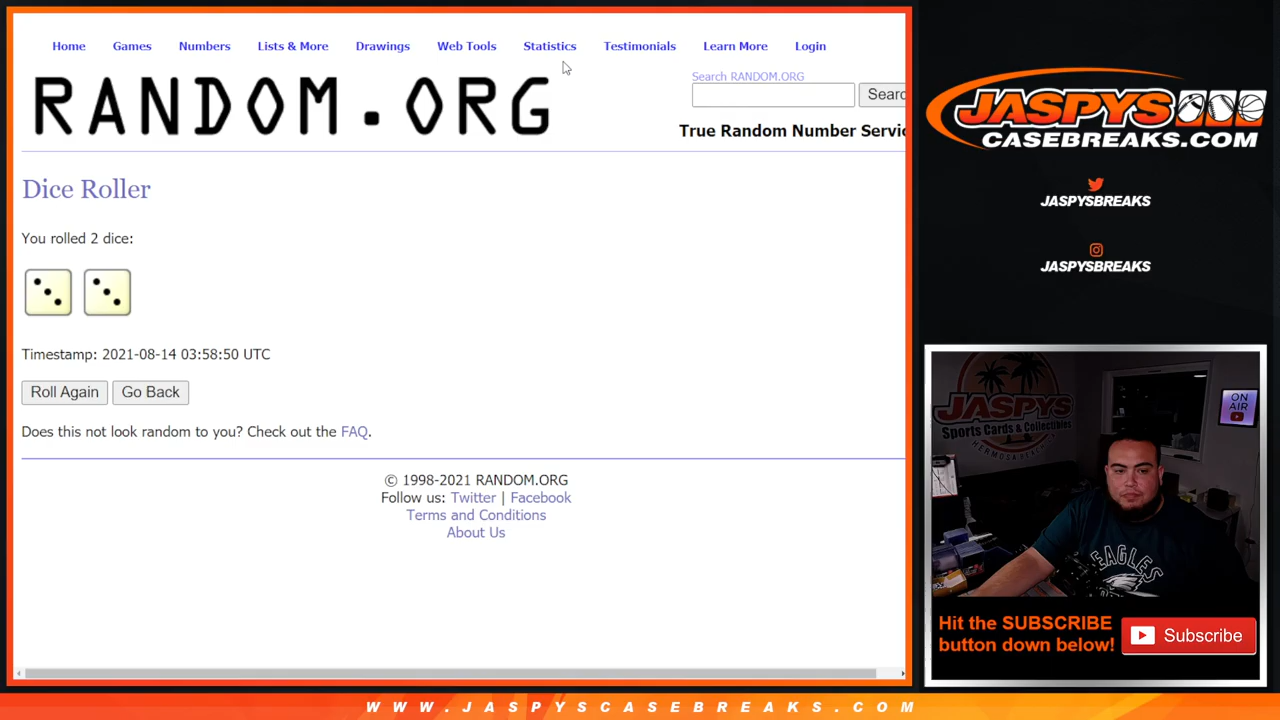 Home Games Numbers Lists & More Drawings Web Tools Statistics Testimonials Learn More Login
RANDOM.ORG
Search RANDOM.ORG
Searc
True Random Number Servic
Dice Roller
You rolled 2 dice:
Timestamp: 2021-08-14 03:58:50 UTC
Roll Again Go Back
Does this not look random to you? Check out the FAQ.
© 1998-2021 RANDOM.ORG
Follow us: Twitter | Facebook
Terms and Conditions
About Us
JASPYS
CASEBREAKS.COM
JASPYSBREAKS
JASPYSBREAKS
JASPYS
Sports Cards & Collectibles
HERMOSA BEACH
ON
AIR
EAGLES
Hit the SUBSCRIBE
button down below!
Subscribe
WWW.JASPYSCASEBREAKS.COM